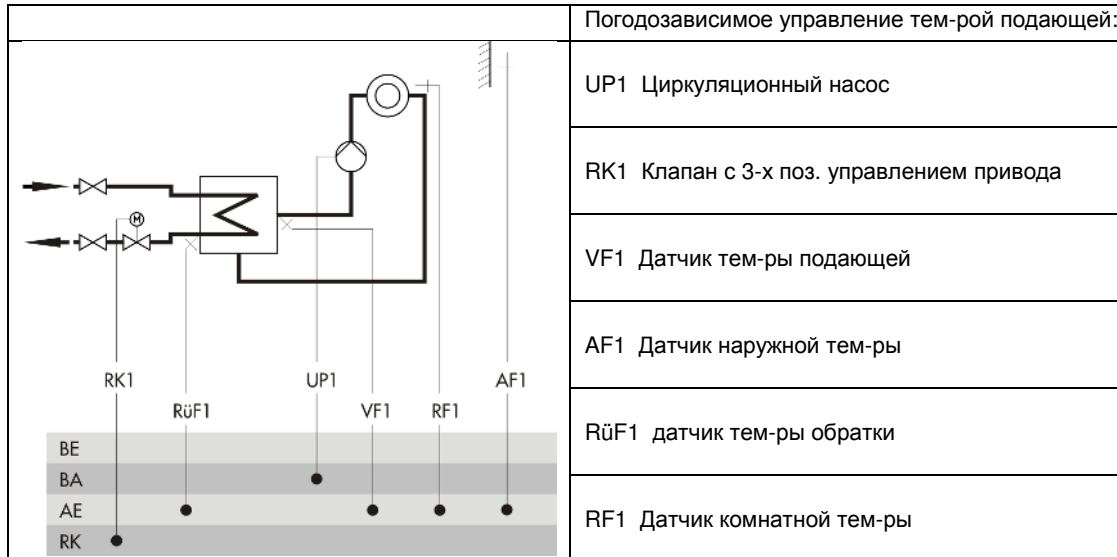 Погодозависимое управление тем-рой подающей:
UP1 Циркуляционный насос
RK1 Клапан с 3-х поз. управлением привода
VF1 Датчик тем-ры подающей
AF1 Датчик наружной тем-ры
RüF1 датчик тем-ры обратки
RF1 Датчик комнатной тем-ры
M
RK1 UP1 AF1
RüF1 VF1 RF1
BE
BA
AE
RK